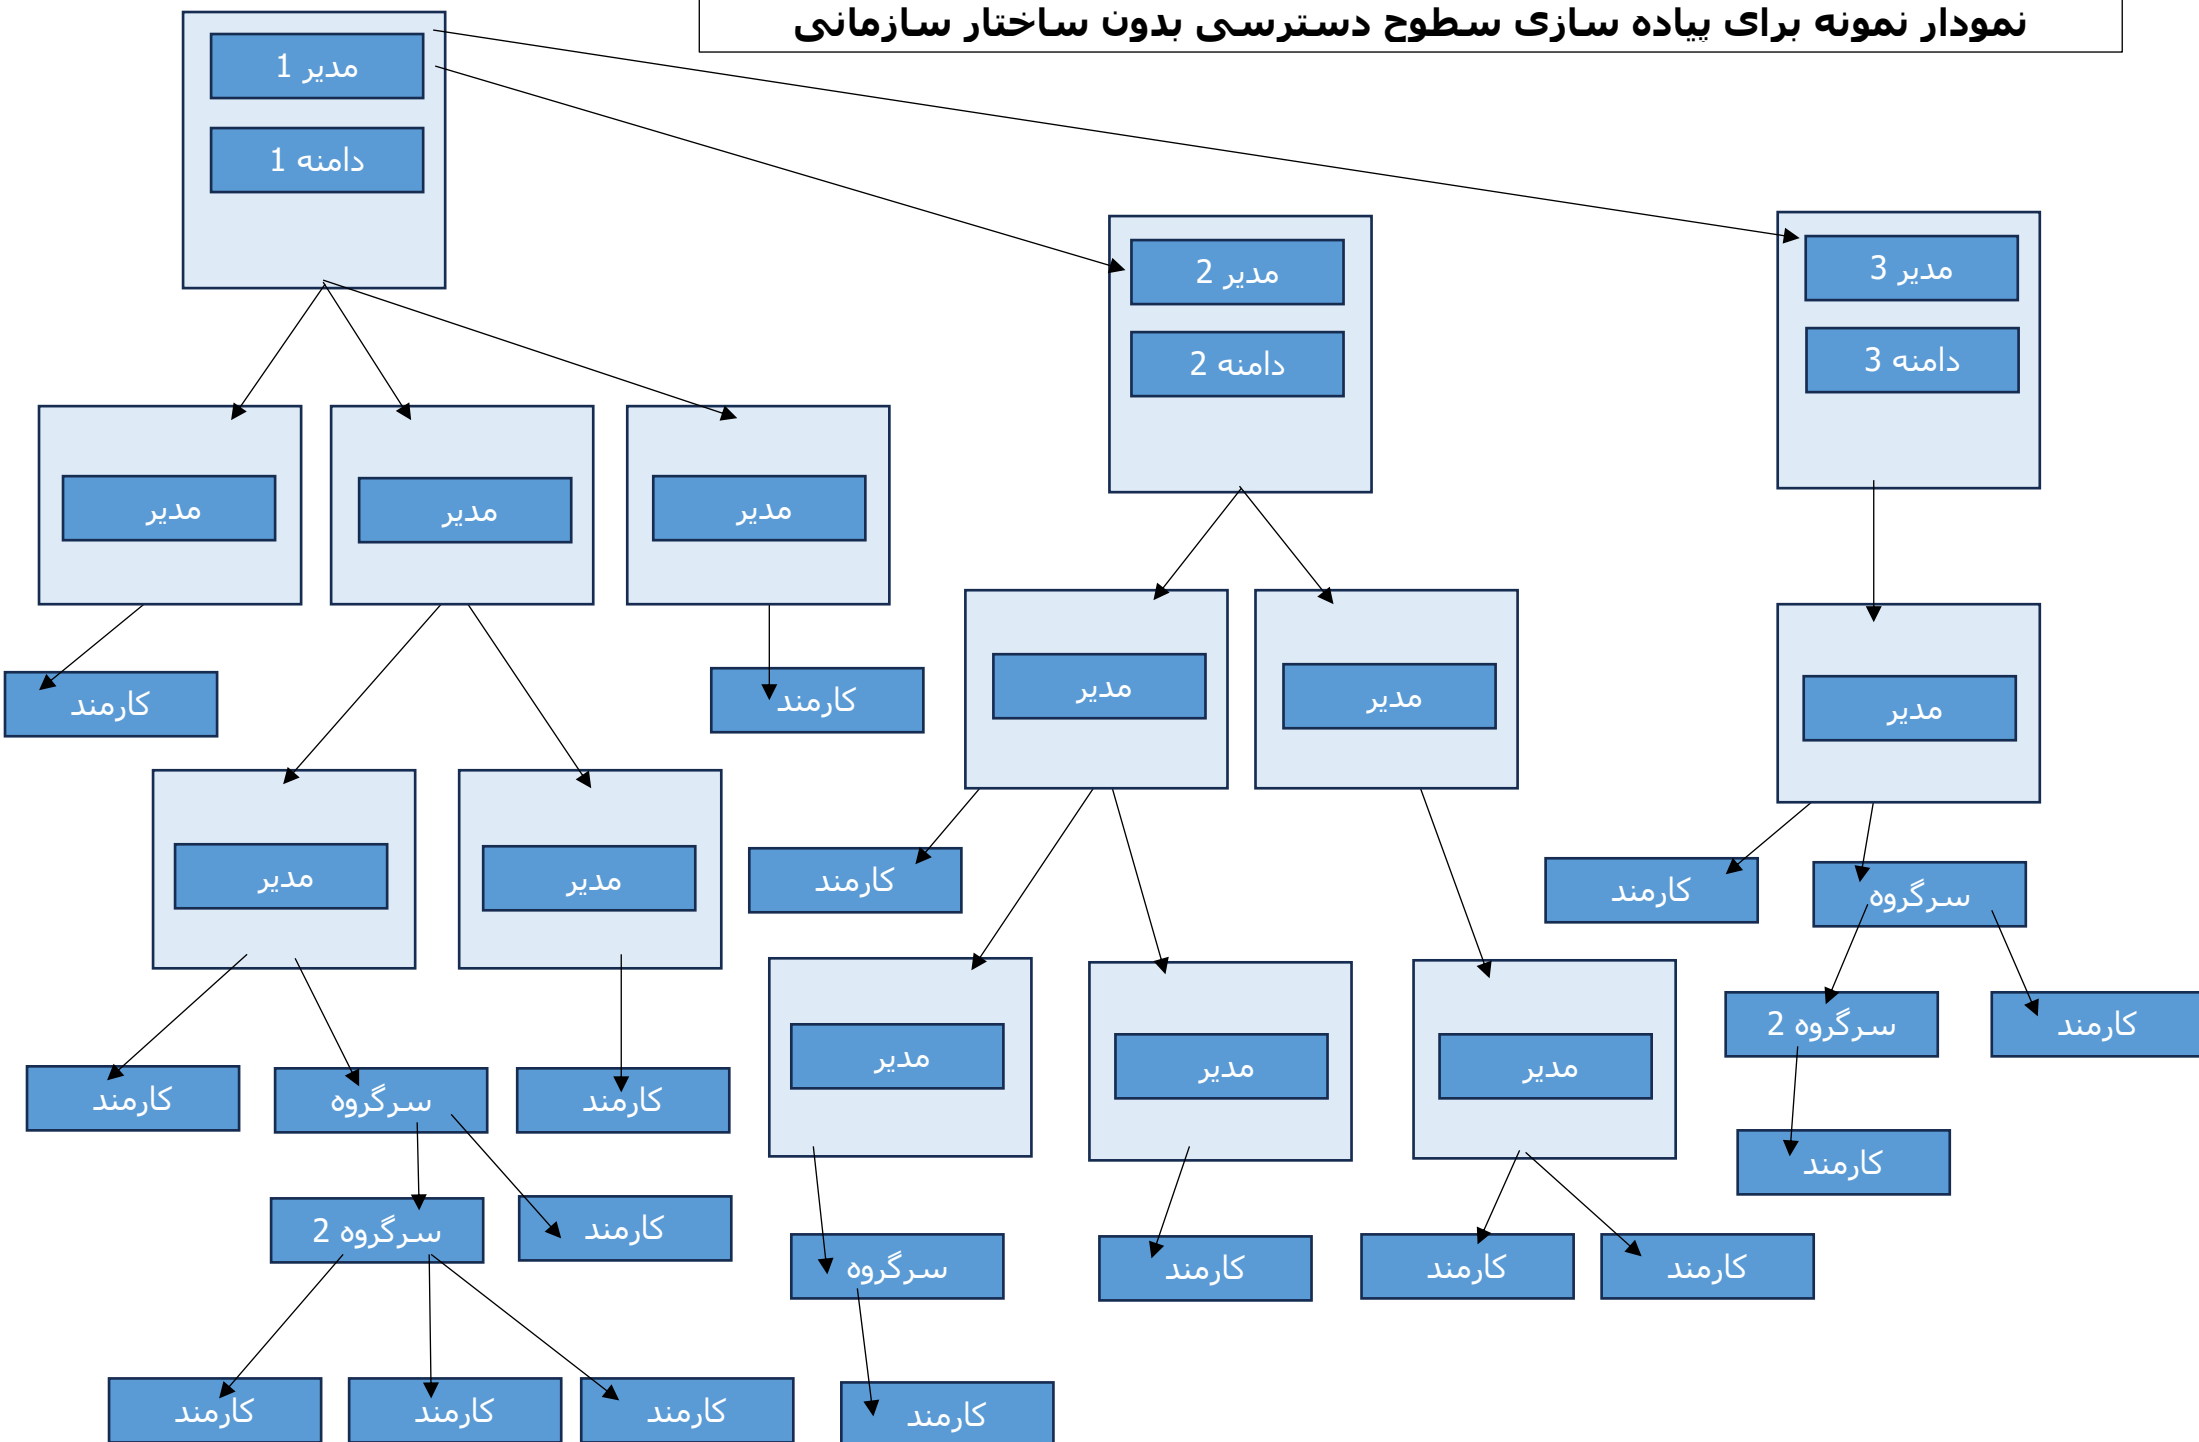 نمودار نمونه برای پیاده سازی سطوح دسترسی بدون ساختار سازمانی
مدیر 1
دامنه 1
مدیر 2
دامنه 2
مدیر 3
دامنه 3
مدیر
مدیر
مدیر
مدیر
مدیر
مدیر
کارمند
کارمند
مدیر
مدیر
کارمند
کارمند
سرگروه
مدیر
مدیر
مدیر
سرگروه 2
کارمند
کارمند
سرگروه
کارمند
کارمند
سرگروه 2
کارمند
سرگروه
کارمند
کارمند
کارمند
کارمند
کارمند
کارمند
کارمند